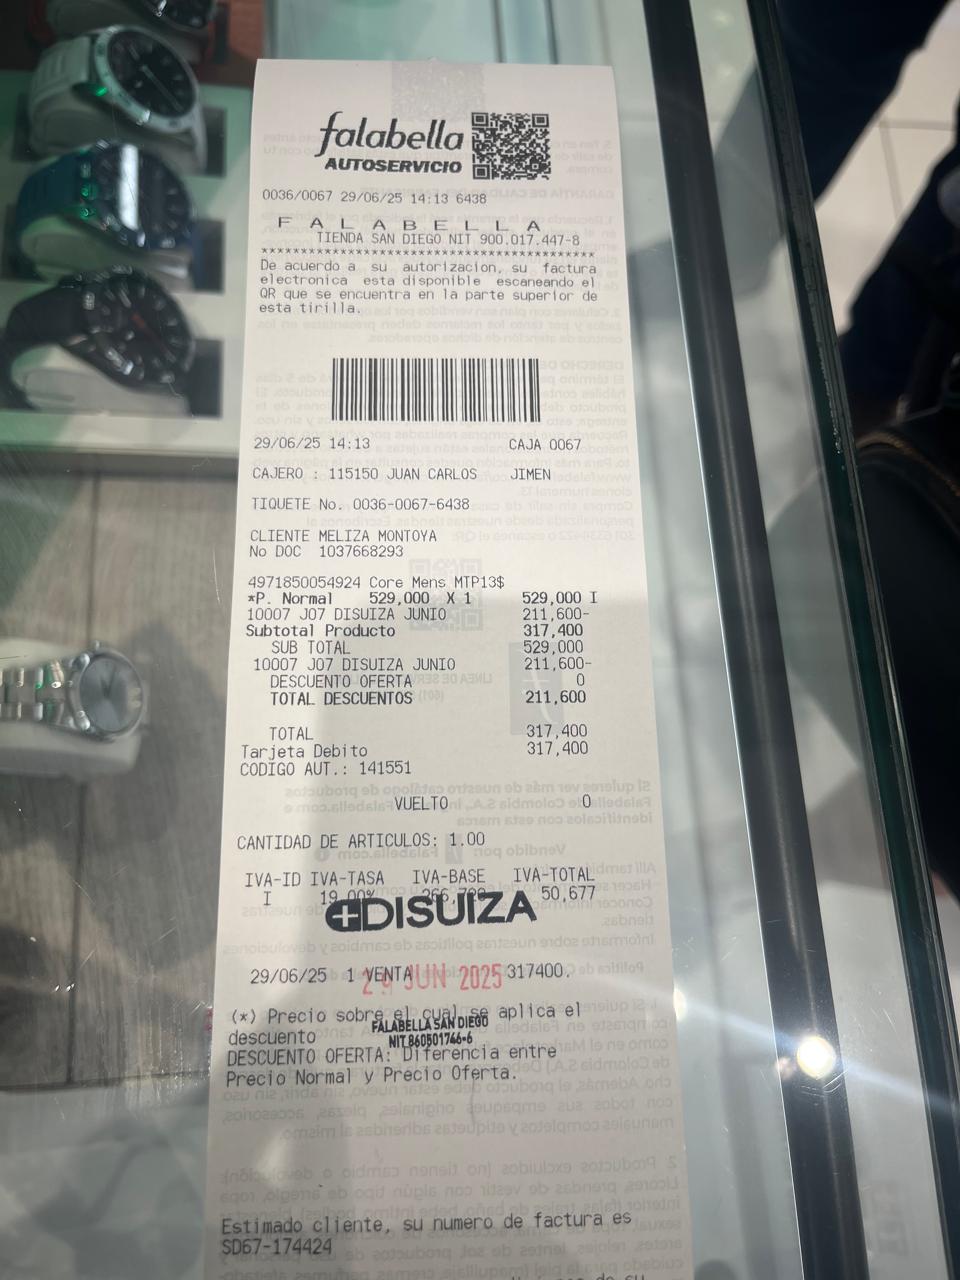 falabella
AUTOSERVICIO
0036/0067 29/06/25 14:13 6438
F A L A B E L L A
TIENDA SAN DIEGO NIT 900.017.447-8
******************************************
De acuerdo a su autorizacion, su factura
electronica esta disponible escaneando el
QR que se encuentra en la parte superior de
esta tirilla.
29/06/25 14:13 CAJA 0067
CAJERO : 115150 JUAN CARLOS JIMEN
TIQUETE No. 0036-0067-6438
CLIENTE MELIZA MONTOYA
No DOC 1037668293
4971850054924 Core Mens MTP13$
*P. Normal 529,000 X 1 529,000 I
10007 J07 DISUIZA JUNIO 211,600-
Subtotal Producto 317,400
SUB TOTAL 529,000
10007 J07 DISUIZA JUNIO 211,600-
DESCUENTO OFERTA 0
TOTAL DESCUENTOS 211,600
TOTAL 317,400
Tarjeta Debito 317,400
CODIGO AUT.: 141551
VUELTO 0
CANTIDAD DE ARTICULOS: 1.00
IVA-ID IVA-TASA IVA-BASE IVA-TOTAL
I 19.00% 50,677
DISUIZA
29/06/25 1 VENTA 317400.
29 JUN 2025
(*) Precio sobre el cual se aplica el
descuento
FALABELLA SAN DIEGO
NIT.860501746-6
DESCUENTO OFERTA: Diferencia entre
Precio Normal y Precio Oferta.
Estimado cliente, su numero de factura es
SD67-174424